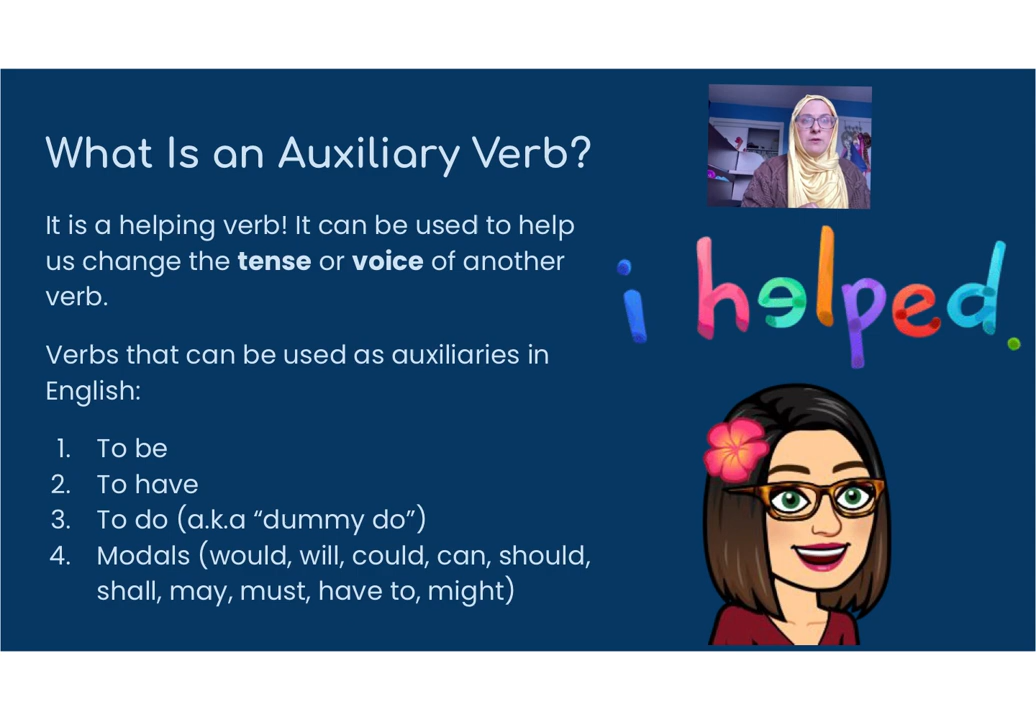 What Is an Auxiliary Verb?
It is a helping verb! It can be used to help
us change the tense or voice of another
verb.
Verbs that can be used as auxiliaries in
English:
1. To be
2. To have
3. To do (a.k.a “dummy do”)
4. Modals (would, will, could, can, should,
shall, may, must, have to, might)
i helped.